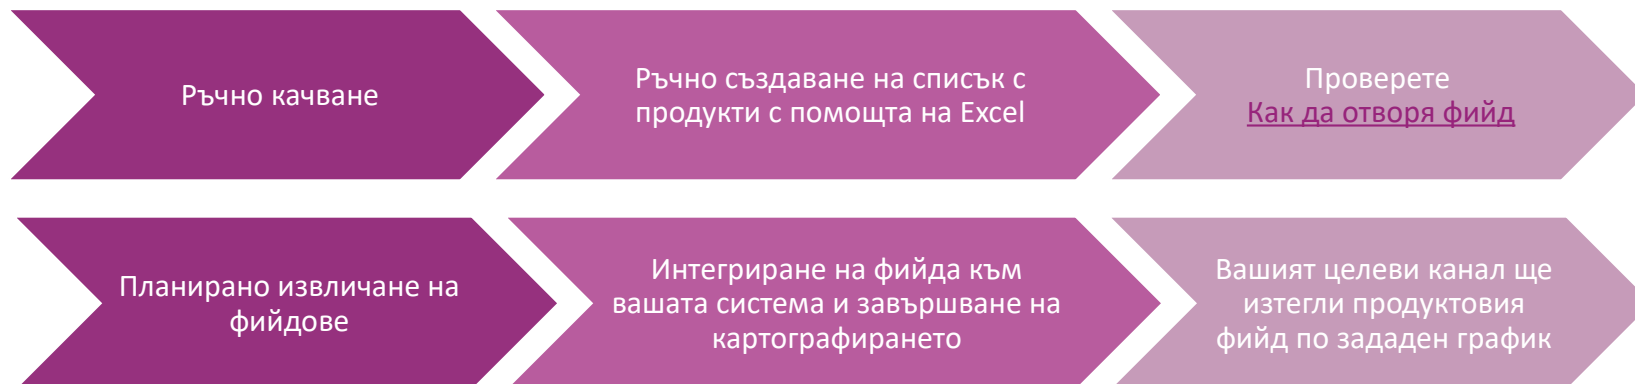 Ръчно качване
Ръчно създаване на списък с
продукти с помощта на Excel
Проверете
Как да отворя фийд
Планирано извличане на
фийдове
Интегриране на фийда към
вашата система и завършване на
картографирането
Вашият целеви канал ще
изтегли продуктовия
фийд по зададен график